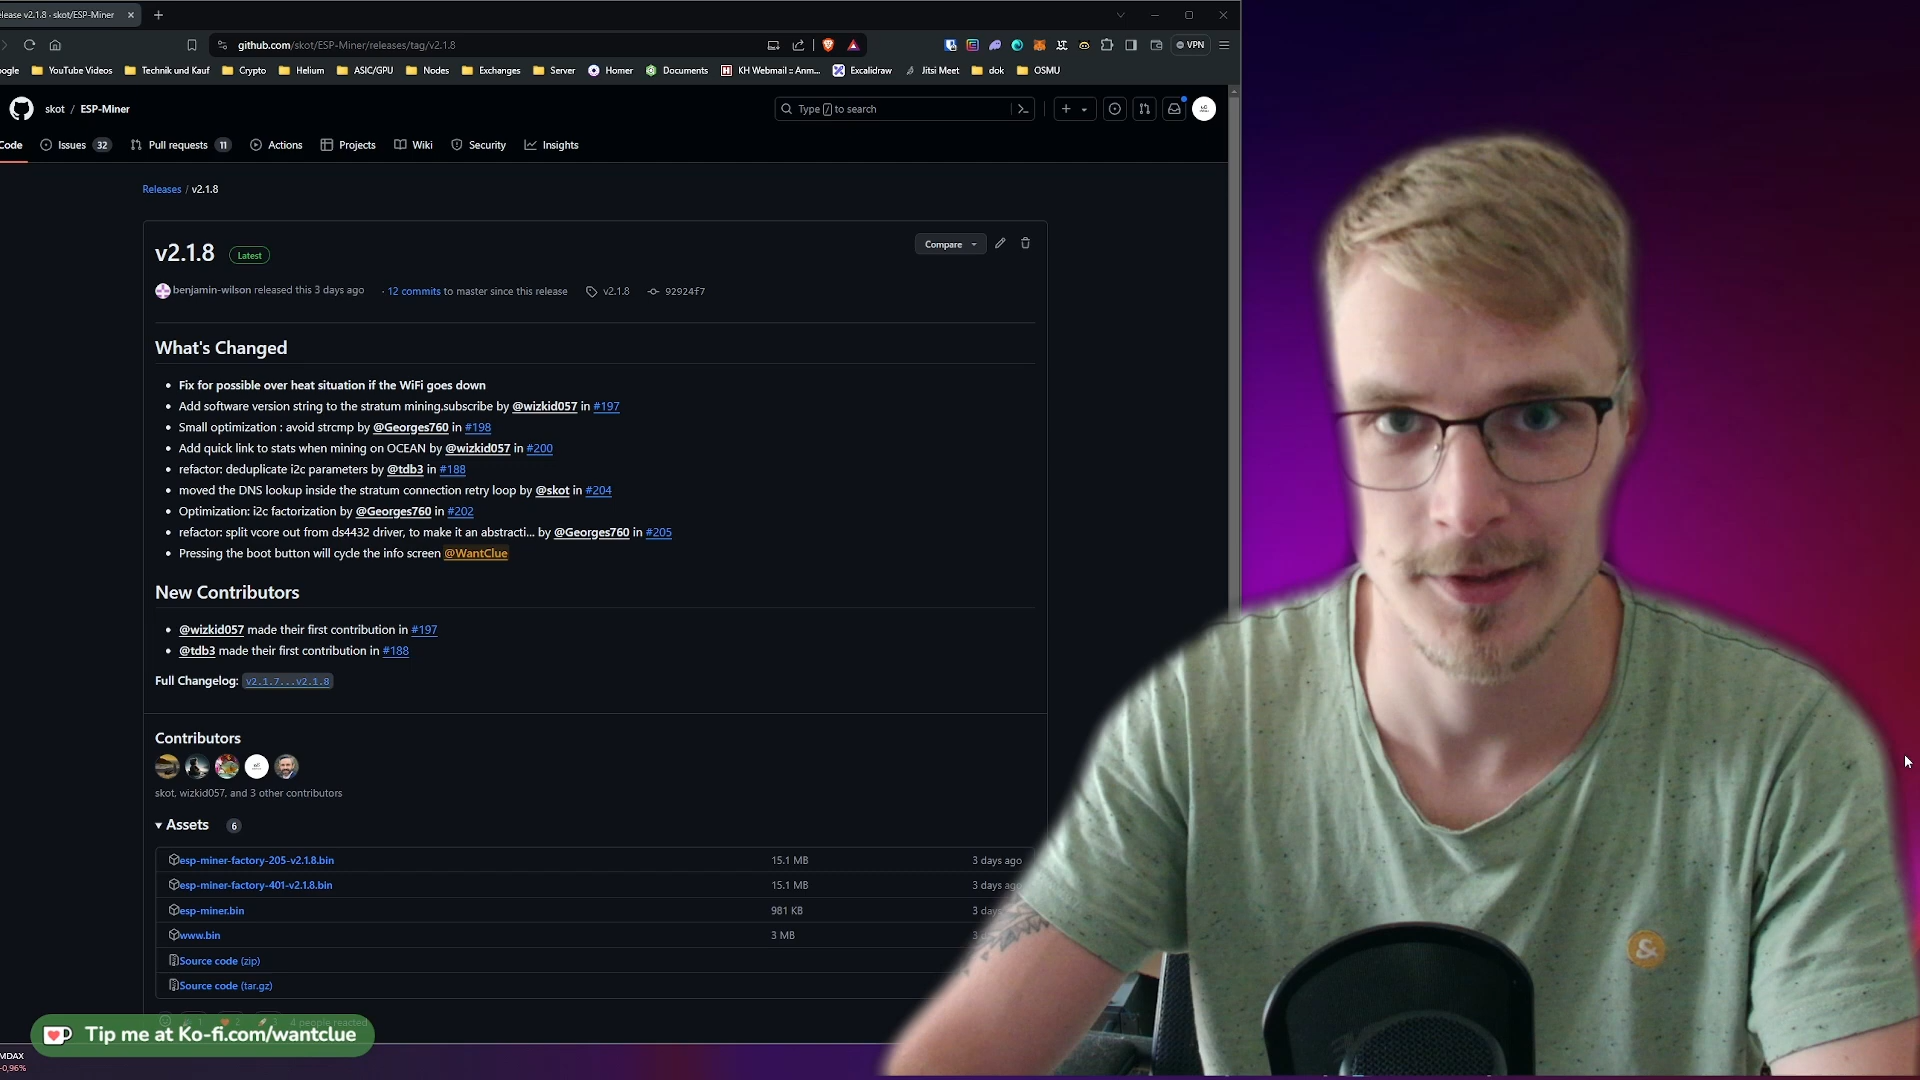 elease v2.1.8 · skot/ESP-Miner
github.com/skot/ESP-Miner/releases/tag/v2.1.8
VPN
ogle YouTube Videos Technik und Kauf Crypto Helium ASIC/GPU Nodes Exchanges Server Homer Documents KH Webmail :: Anm... Excalidraw Jitsi Meet dok OSMU
skot / ESP-Miner
Type / to search
Code Issues 32 Pull requests 11 Actions Projects Wiki Security Insights
Releases / v2.1.8
v2.1.8 Latest
Compare
benjamin-wilson released this 3 days ago · 12 commits to master since this release v2.1.8 92924f7
What's Changed
Fix for possible over heat situation if the WiFi goes down
Add software version string to the stratum mining.subscribe by @wizkid057 in #197
Small optimization : avoid strcmp by @Georges760 in #198
Add quick link to stats when mining on OCEAN by @wizkid057 in #200
refactor: deduplicate i2c parameters by @tdb3 in #188
moved the DNS lookup inside the stratum connection retry loop by @skot in #204
Optimization: i2c factorization by @Georges760 in #202
refactor: split vcore out from ds4432 driver, to make it an abstracti... by @Georges760 in #205
Pressing the boot button will cycle the info screen @WantClue
New Contributors
@wizkid057 made their first contribution in #197
@tdb3 made their first contribution in #188
Full Changelog: v2.1.7...v2.1.8
Contributors
skot, wizkid057, and 3 other contributors
Assets 6
esp-miner-factory-205-v2.1.8.bin 15.1 MB 3 days ago
esp-miner-factory-401-v2.1.8.bin 15.1 MB 3 days ago
esp-miner.bin 981 KB 3 days
www.bin 3 MB 3
Source code (zip)
Source code (tar.gz)
4 people reacted
Tip me at Ko-fi.com/wantclue
MDAX
-0,96%
&